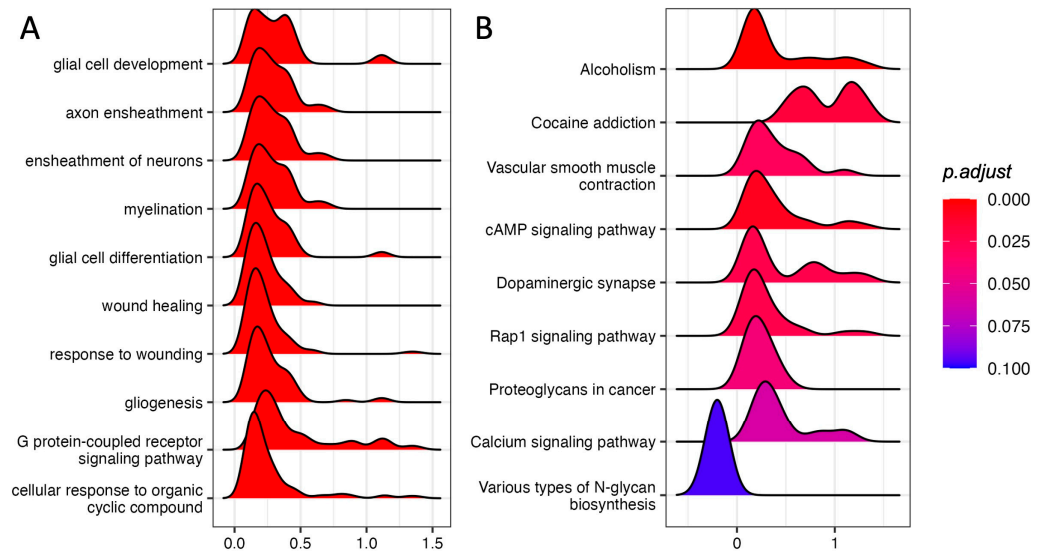 A
glial cell development
axon ensheathment
ensheathment of neurons
myelination
glial cell differentiation
wound healing
response to wounding
gliogenesis
G protein-coupled receptor
signaling pathway
cellular response to organic
cyclic compound
0.0 0.5 1.0 1.5
B
Alcoholism
Cocaine addiction
Vascular smooth muscle
contraction
cAMP signaling pathway
Dopaminergic synapse
Rap1 signaling pathway
Proteoglycans in cancer
Calcium signaling pathway
Various types of N-glycan
biosynthesis
0 1
p.adjust
0.000
0.025
0.050
0.075
0.100